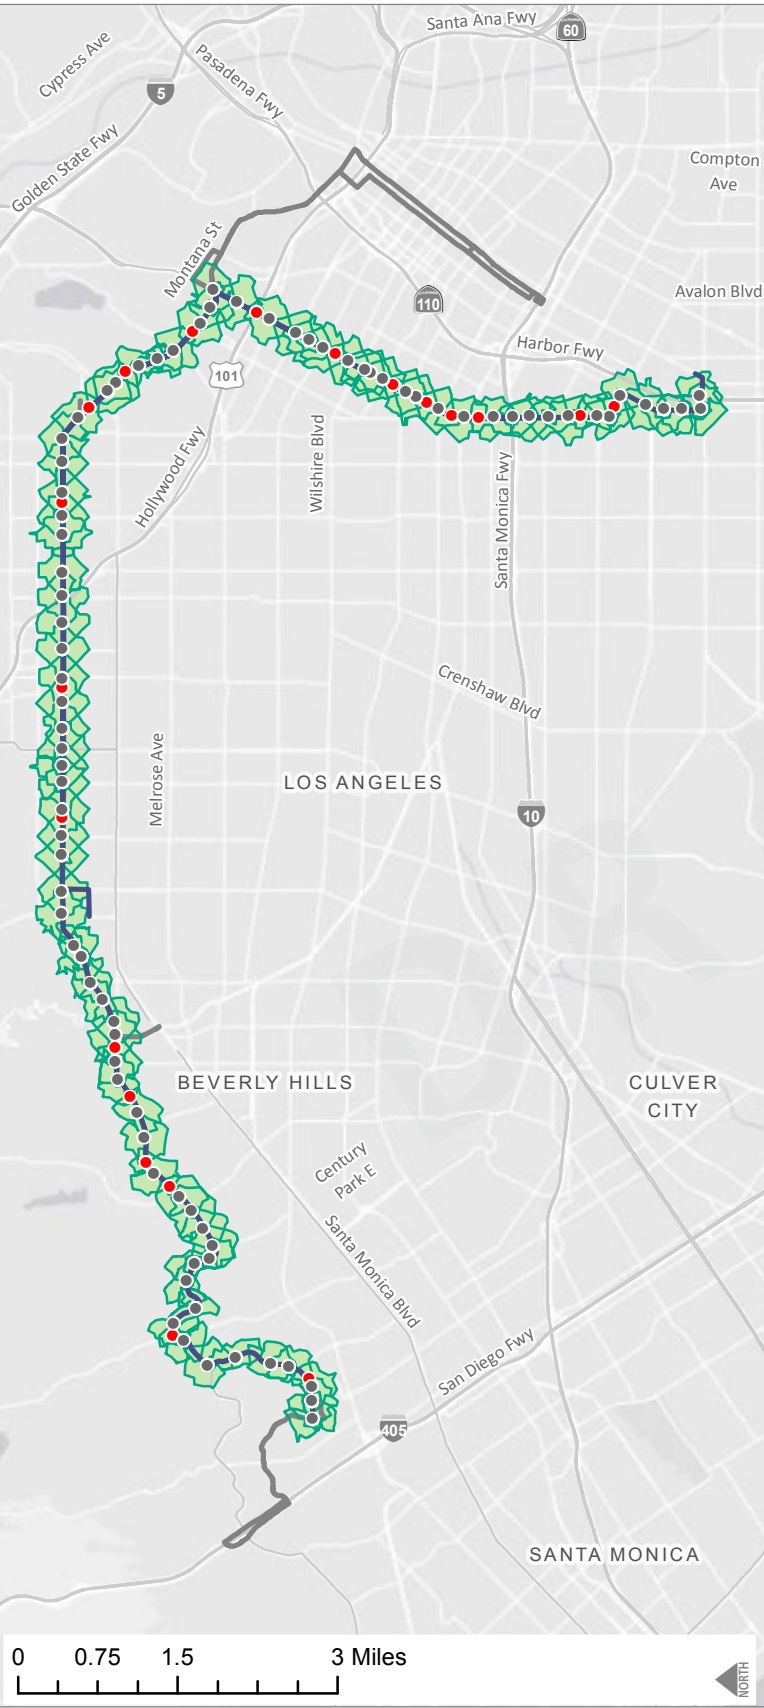 Santa Ana Fwy
60
Cypress Ave
Pasadena Fwy
5
Golden State Fwy
Compton
Ave
Montana St
Avalon Blvd
110
Harbor Fwy
101
Hollywood Fwy
Wilshire Blvd
Santa Monica Fwy
Crenshaw Blvd
Melrose Ave
LOS ANGELES
10
BEVERLY HILLS
CULVER
CITY
Century
Park E
Santa Monica Blvd
San Diego Fwy
405
SANTA MONICA
0 0.75 1.5 3 Miles
NORTH